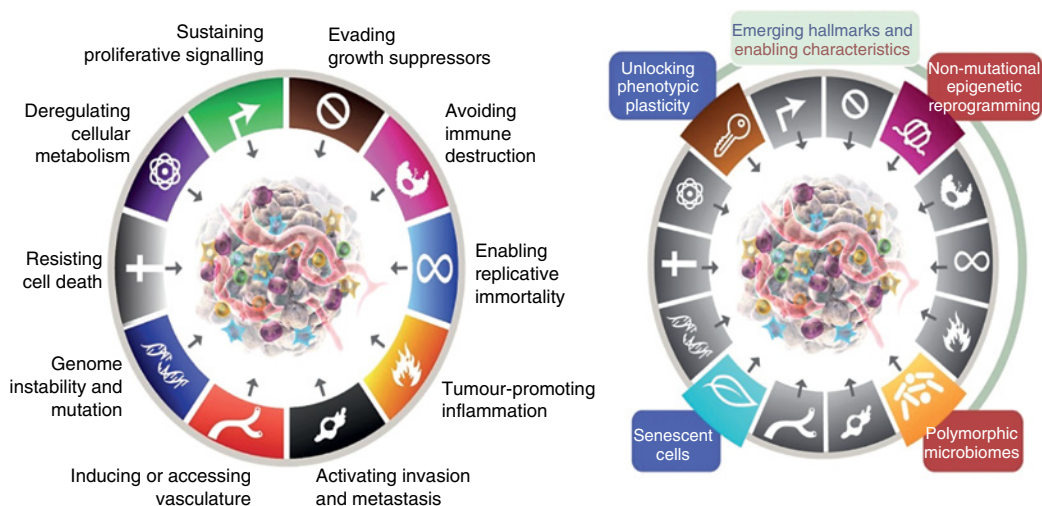 Sustaining
proliferative signalling
Evading
growth suppressors
Deregulating
cellular
metabolism
Avoiding
immune
destruction
Resisting
cell death
Enabling
replicative
immortality
Genome
instability and
mutation
Tumour-promoting
inflammation
Inducing or accessing
vasculature
Activating invasion
and metastasis
Emerging hallmarks and
enabling characteristics
Unlocking
phenotypic
plasticity
Non-mutational
epigenetic
reprogramming
Senescent
cells
Polymorphic
microbiomes